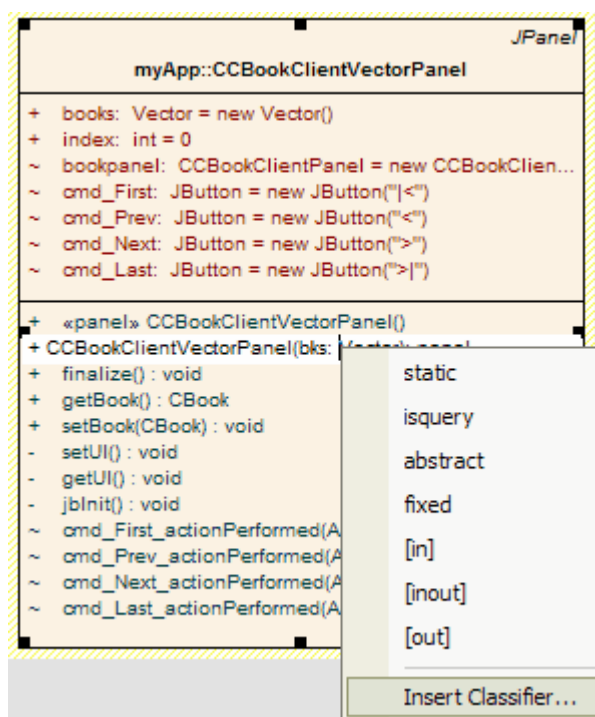 JPanel
myApp::CCBookClientVectorPanel
+ books: Vector = new Vector()
+ index: int = 0
~ bookpanel: CCBookClientPanel = new CCBookClien...
~ cmd_First: JButton = new JButton("|<")
~ cmd_Prev: JButton = new JButton("<")
~ cmd_Next: JButton = new JButton(">")
~ cmd_Last: JButton = new JButton(">|")
+ «panel» CCBookClientVectorPanel()
+ CCBookClientVectorPanel(bks: Vector): panel
+ finalize() : void
+ getBook() : CBook
+ setBook(CBook) : void
- setUI() : void
- getUI() : void
- jbInit() : void
~ cmd_First_actionPerformed(A
~ cmd_Prev_actionPerformed(A
~ cmd_Next_actionPerformed(A
~ cmd_Last_actionPerformed(A
static
isquery
abstract
fixed
[in]
[inout]
[out]
Insert Classifier...